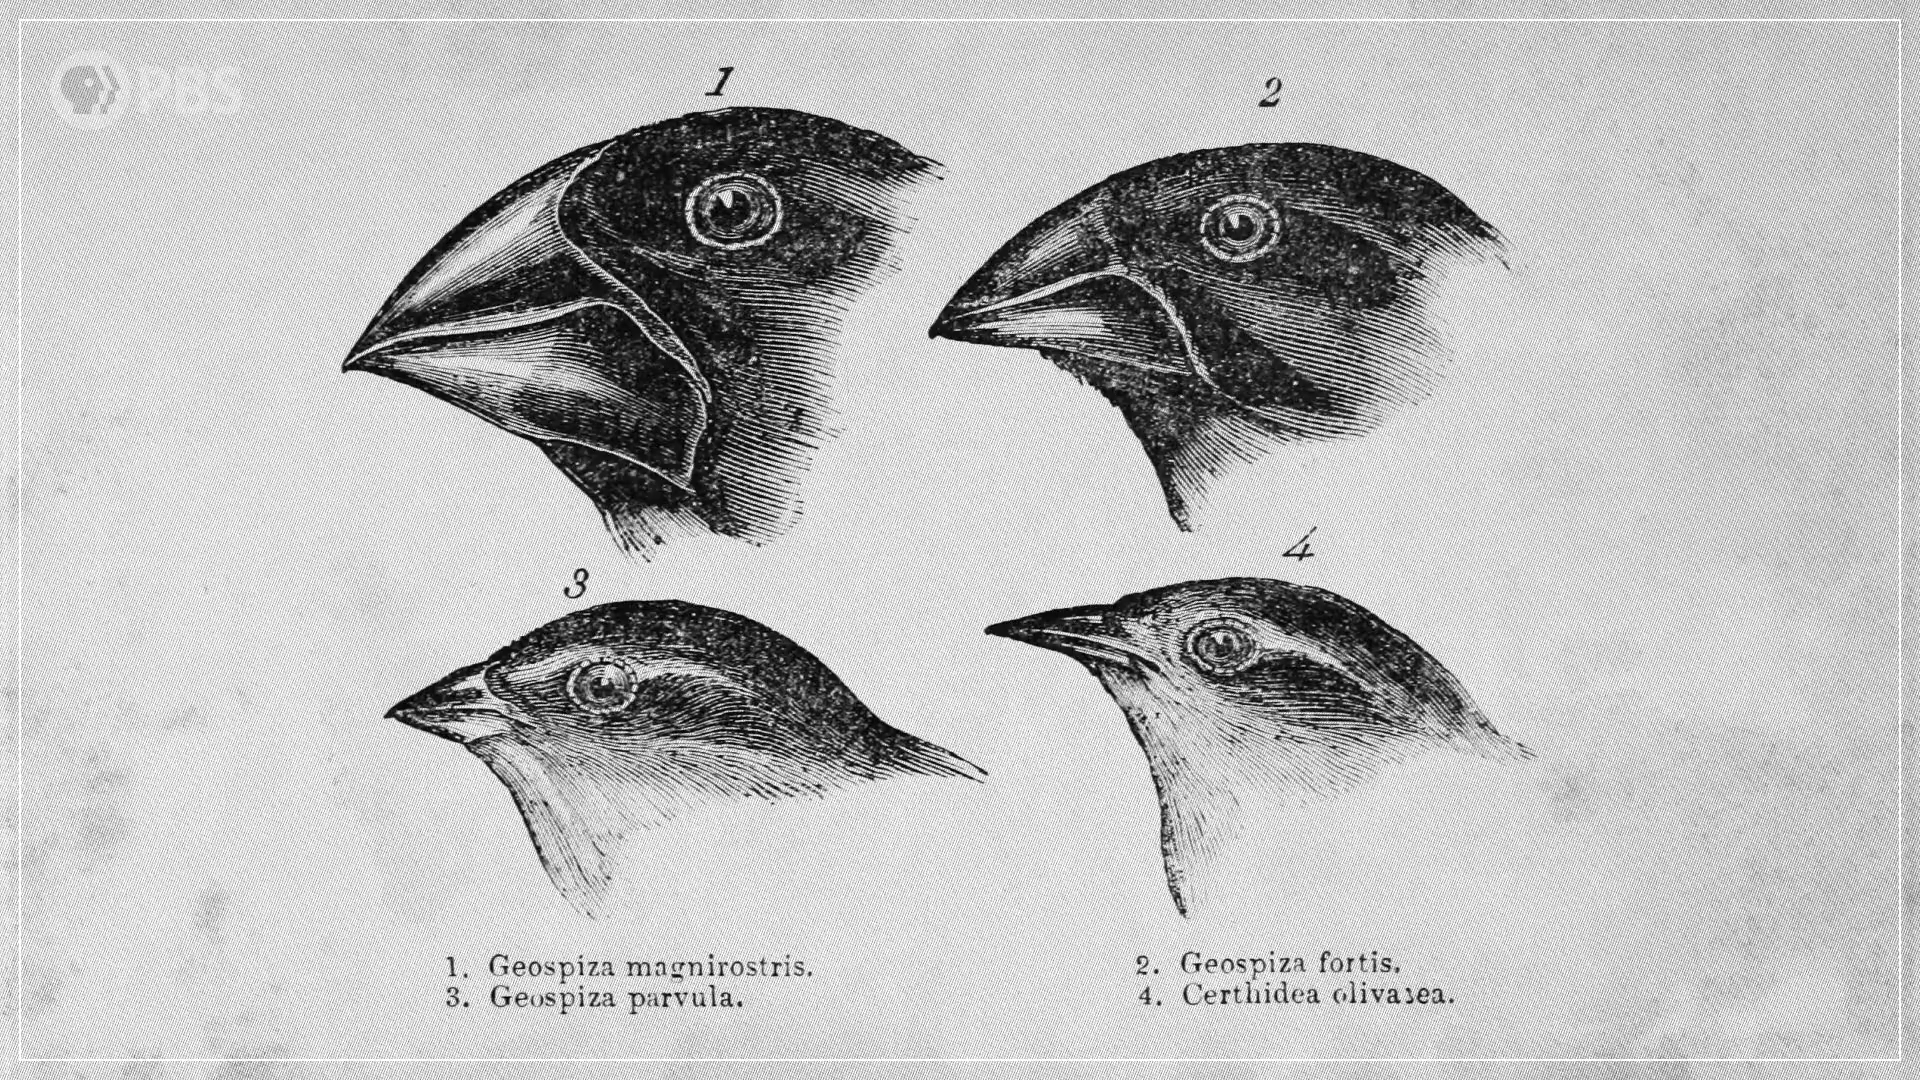 PBS
1
2
3
4
1. Geospiza magnirostris.
2. Geospiza fortis.
3. Geospiza parvula.
4. Certhidea olivasea.